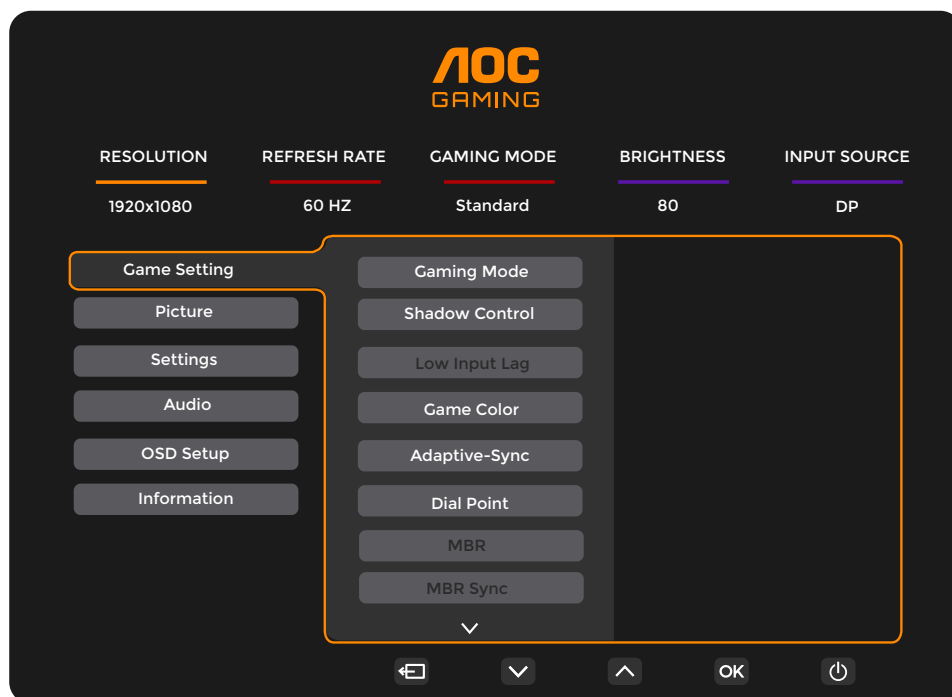 AOC
GAMING
RESOLUTION REFRESH RATE GAMING MODE BRIGHTNESS INPUT SOURCE
1920x1080 60 HZ Standard 80 DP
Game Setting
Picture
Settings
Audio
OSD Setup
Information
Gaming Mode
Shadow Control
Low Input Lag
Game Color
Adaptive-Sync
Dial Point
MBR
MBR Sync
OK